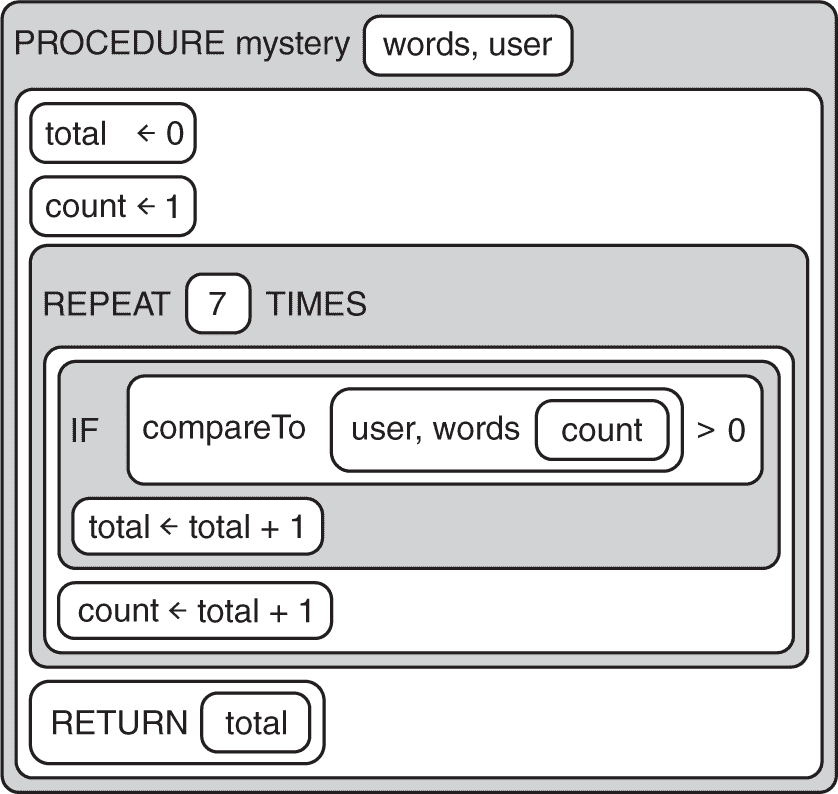 PROCEDURE mystery words, user
total ← 0
count ← 1
REPEAT 7 TIMES
IF compareTo user, words count > 0
total ← total + 1
count ← total + 1
RETURN total